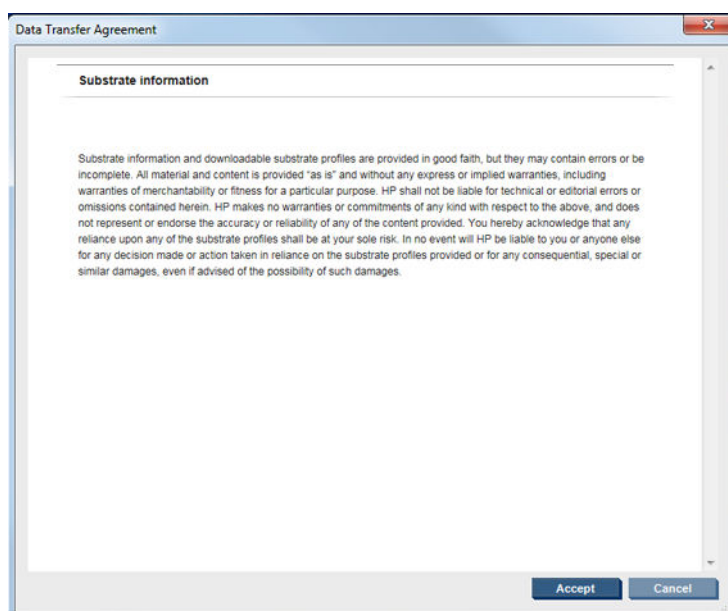 Data Transfer Agreement
Substrate information
Substrate information and downloadable substrate profiles are provided in good faith, but they may contain errors or be
incomplete. All material and content is provided "as is" and without any express or implied warranties, including
warranties of merchantability or fitness for a particular purpose. HP shall not be liable for technical or editorial errors or
omissions contained herein. HP makes no warranties or commitments of any kind with respect to the above, and does
not represent or endorse the accuracy or reliability of any of the content provided. You hereby acknowledge that any
reliance upon any of the substrate profiles shall be at your sole risk. In no event will HP be liable to you or anyone else
for any decision made or action taken in reliance on the substrate profiles provided or for any consequential, special or
similar damages, even if advised of the possibility of such damages.
Accept Cancel